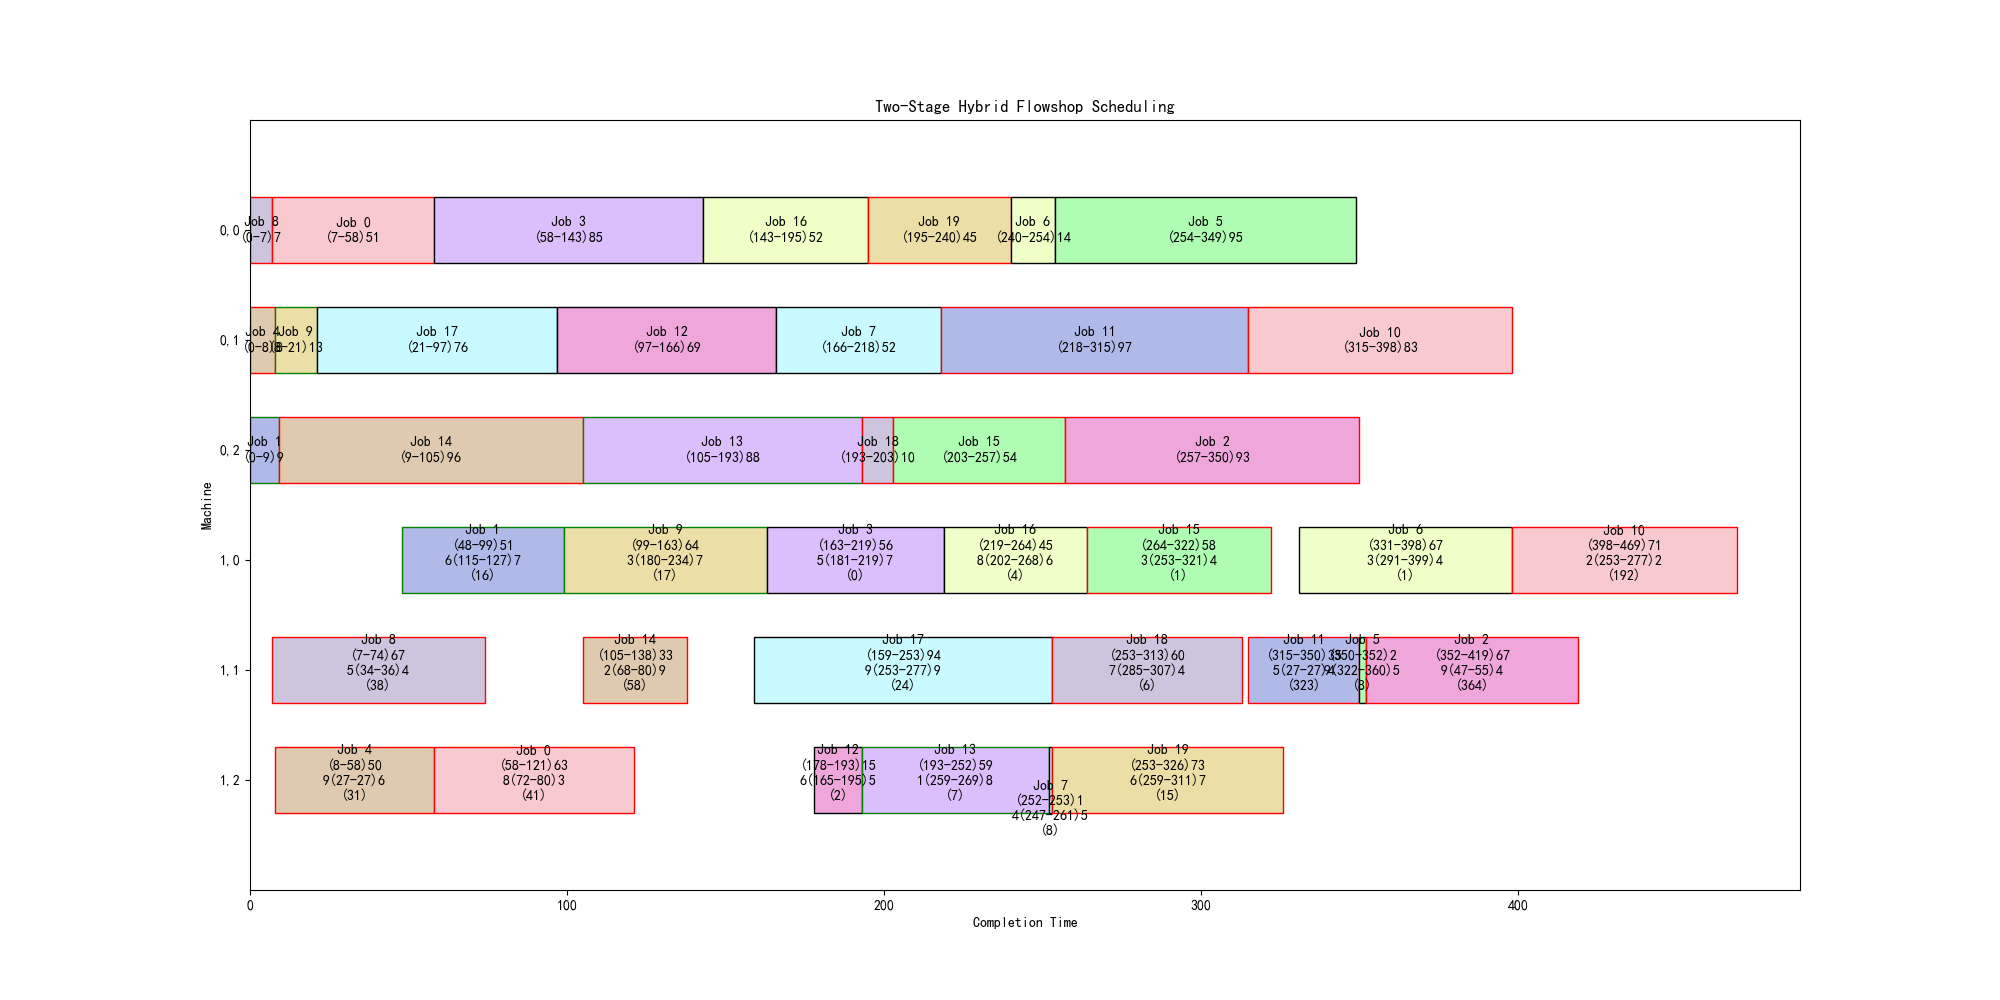 Two-Stage Hybrid Flowshop Scheduling
Machine
0,0
Job 8
(0-7)7
Job 0
(7-58)51
Job 3
(58-143)85
Job 16
(143-195)52
Job 19
(195-240)45
Job 6
(240-254)14
Job 5
(254-349)95
0,1
Job 4
(0-8)8
Job 9
(8-21)13
Job 17
(21-97)76
Job 12
(97-166)69
Job 7
(166-218)52
Job 11
(218-315)97
Job 10
(315-398)83
0,2
Job 1
(0-9)9
Job 14
(9-105)96
Job 13
(105-193)88
Job 18
(193-203)10
Job 15
(203-257)54
Job 2
(257-350)93
1,0
Job 1
(48-99)51
6(115-127)7
(16)
Job 9
(99-163)64
3(180-234)7
(17)
Job 3
(163-219)56
5(181-219)7
(0)
Job 16
(219-264)45
8(202-268)6
(4)
Job 15
(264-322)58
3(253-321)4
(1)
Job 6
(331-398)67
3(291-399)4
(1)
Job 10
(398-469)71
2(253-277)2
(192)
1,1
Job 8
(7-74)67
5(34-36)4
(38)
Job 14
(105-138)33
2(68-80)9
(58)
Job 17
(159-253)94
9(253-277)9
(24)
Job 18
(253-313)60
7(285-307)4
(6)
Job 11
(315-350)35
5(27-27)
(323)
Job 5
(350-352)2
(322-360)5
(8)
Job 2
(352-419)67
9(47-55)4
(364)
1,2
Job 4
(8-58)50
9(27-27)6
(31)
Job 0
(58-121)63
8(72-80)3
(41)
Job 12
(178-193)15
6(165-195)5
(2)
Job 13
(193-252)59
1(259-269)8
(7)
Job 7
(252-253)1
4(247-261)5
(8)
Job 19
(253-326)73
6(259-311)7
(15)
0 100 200 300 400
Completion Time